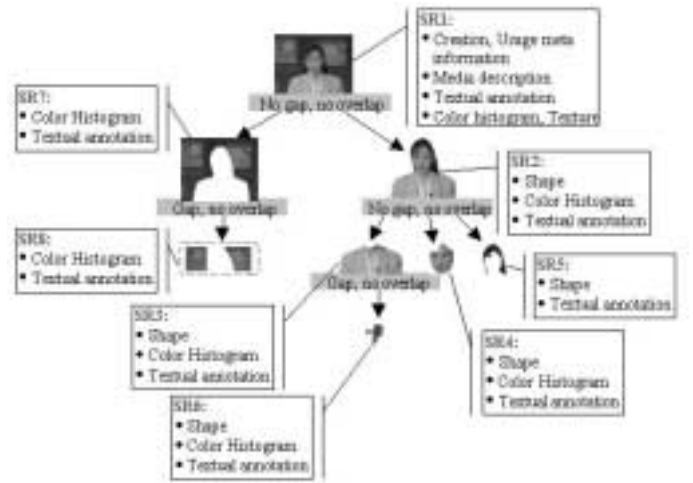 SR1:
• Creation, Usage meta
information
• Media description
• Textual annotation
• Color histogram, Texture
No gap, no overlap
SR7:
• Color Histogram
• Textual annotation
SR2:
• Shape
• Color Histogram
• Textual annotation
Gap, no overlap
No gap, no overlap
SR8:
• Color Histogram
• Textual annotation
SR5:
• Shape
• Textual annotation
Gap, no overlap
SR3:
• Shape
• Color Histogram
• Textual annotation
SR4:
• Shape
• Color Histogram
• Textual annotation
SR6:
• Shape
• Color Histogram
• Textual annotation